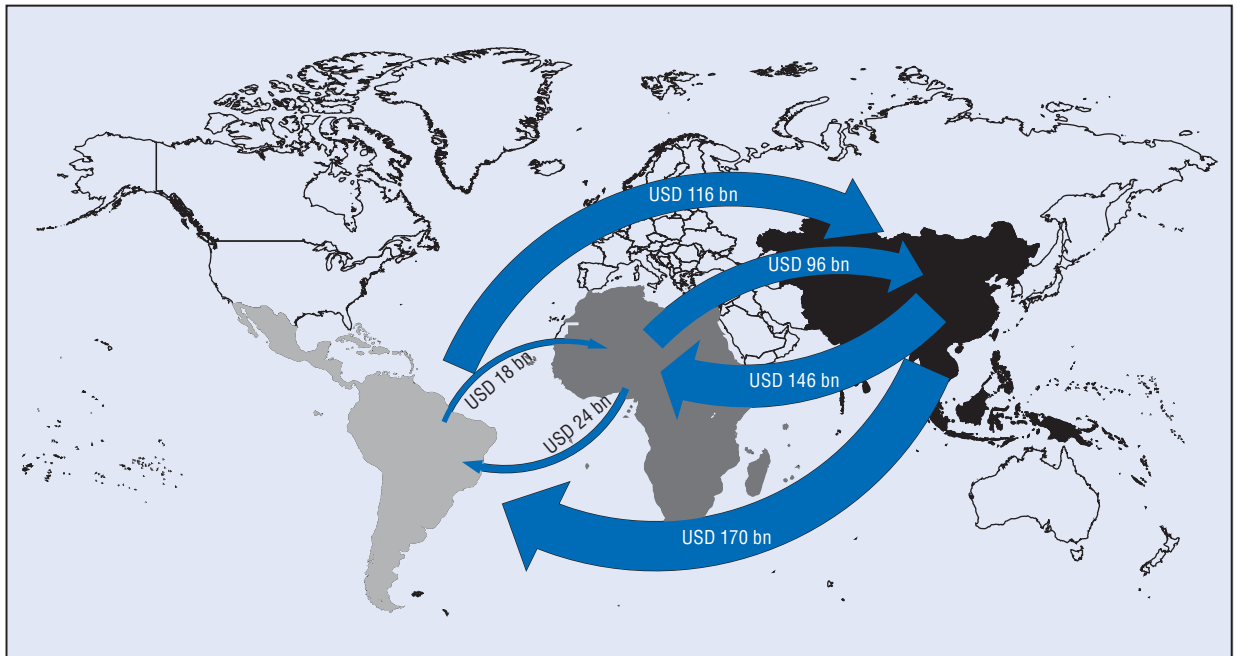 USD 116 bn
USD 96 bn
USD 18 bn
USD 146 bn
USD 24 bn
USD 170 bn